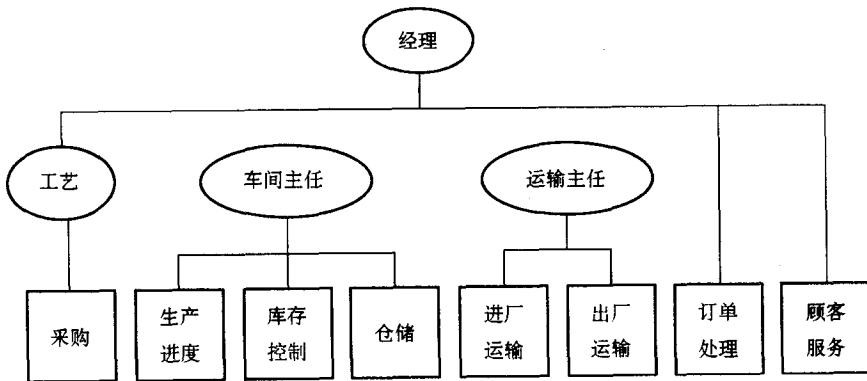 经理
工艺
车间主任
运输主任
采购
生产
进度
库存
控制
仓储
进厂
运输
出厂
运输
订单
处理
顾客
服务